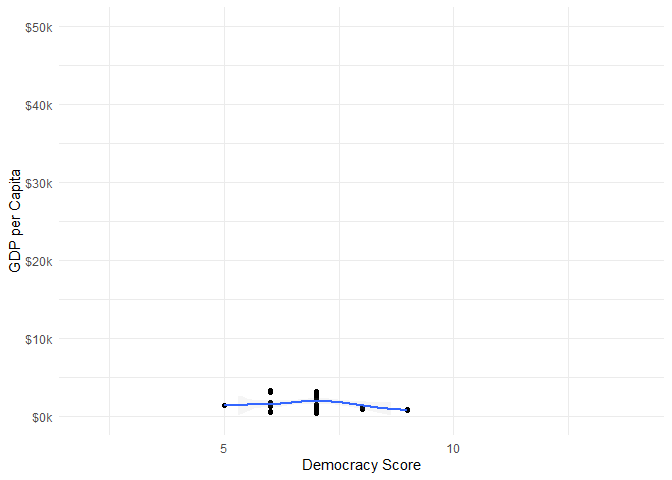 $50k
$40k
$30k
$20k
$10k
$0k
GDP per Capita
5 10
Democracy Score